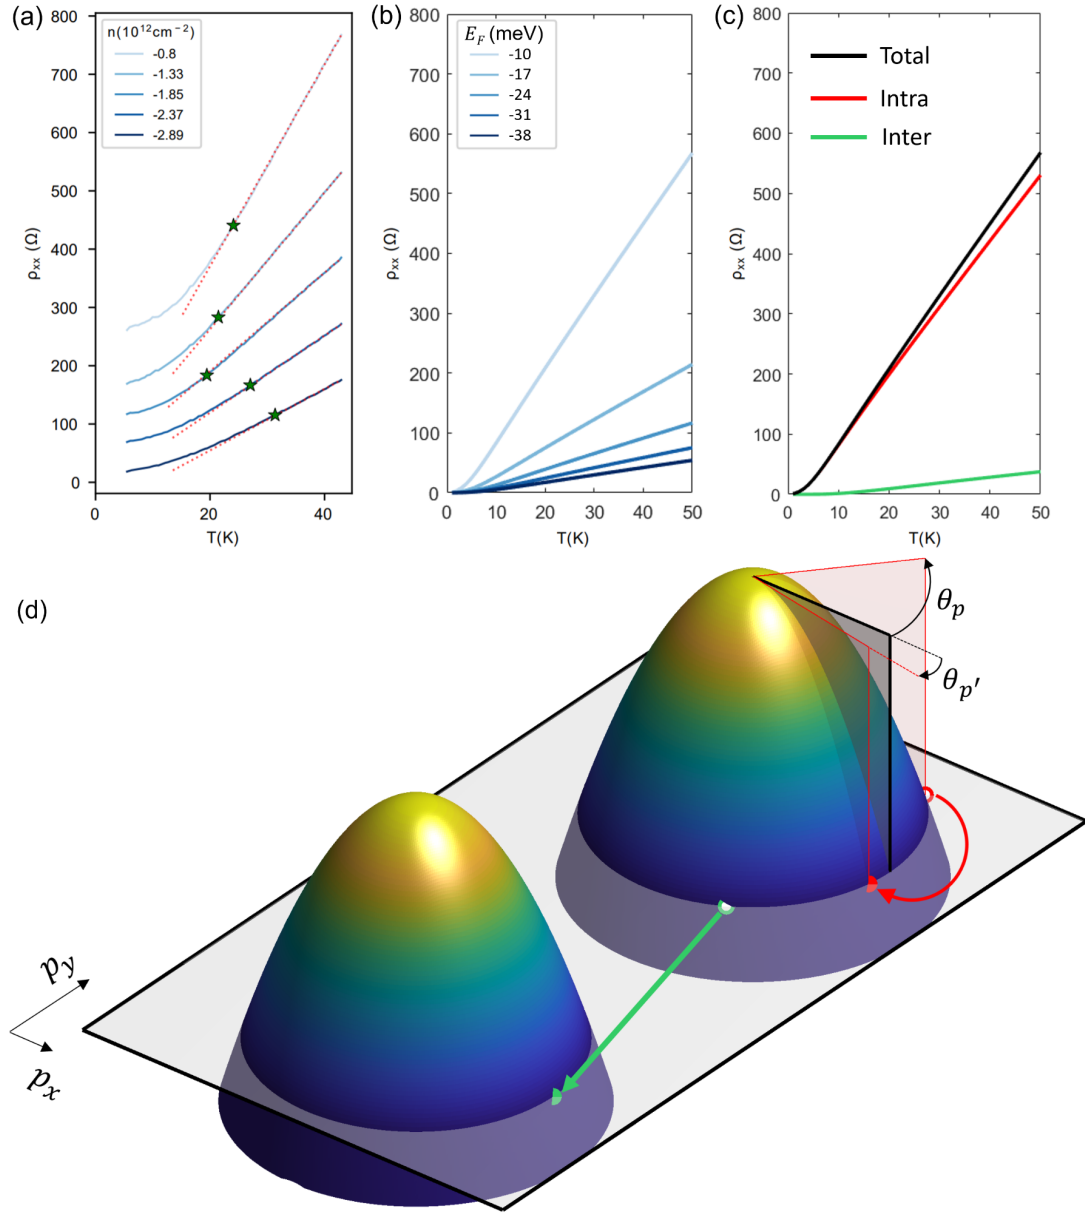 (a)
n(10¹²cm⁻²)
-0.8
-1.33
-1.85
-2.37
-2.89
800
700
600
500
400
300
200
100
0
ρxx (Ω)
0 20 40
T(K)
(b)
E_F (meV)
-10
-17
-24
-31
-38
800
700
600
500
400
300
200
100
0
ρxx (Ω)
0 10 20 30 40 50
T(K)
(c)
Total
Intra
Inter
800
700
600
500
400
300
200
100
0
ρxx (Ω)
0 10 20 30 40 50
T(K)
(d)
θp
θp'
py
px